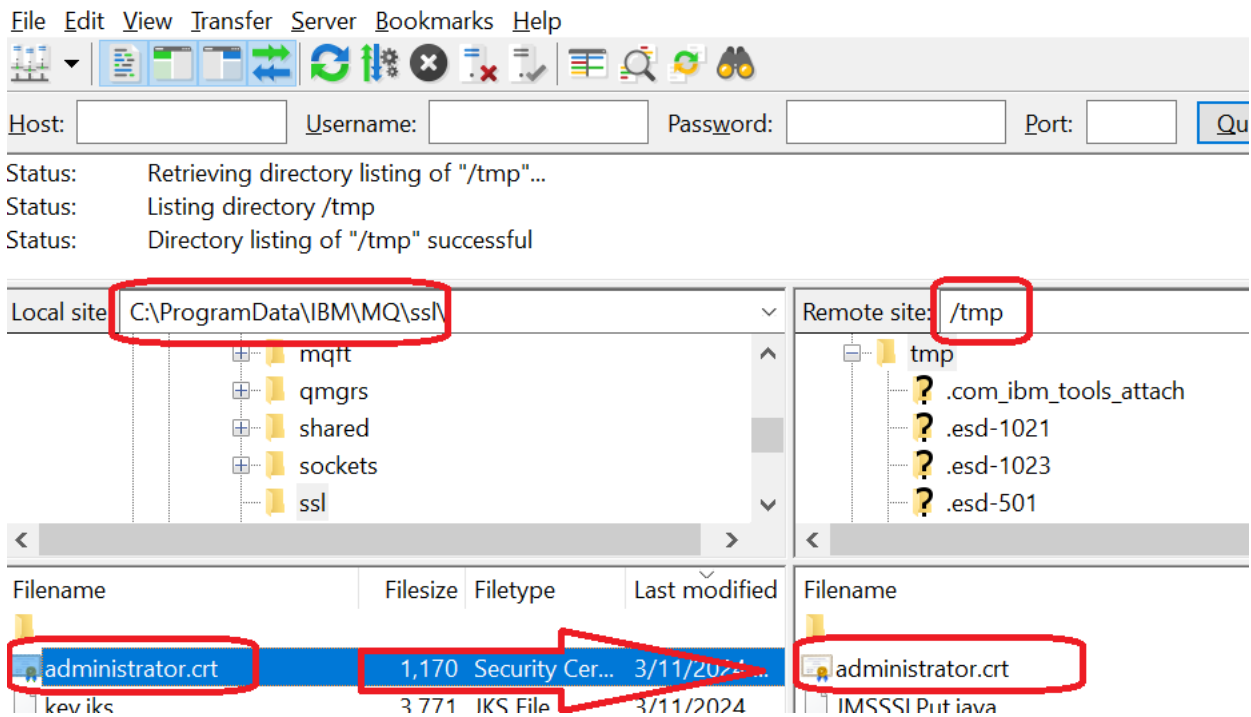 File Edit View Transfer Server Bookmarks Help
Host: Username: Password: Port: Qu
Status: Retrieving directory listing of "/tmp"...
Status: Listing directory /tmp
Status: Directory listing of "/tmp" successful
Local site C:\ProgramData\IBM\MQ\ssl\ Remote site: /tmp
mqft tmp
qmgrs .com_ibm_tools_attach
shared .esd-1021
sockets .esd-1023
ssl .esd-501
Filename Filesize Filetype Last modified Filename
administrator.crt 1,170 Security Cer... 3/11/2024 ... administrator.crt
key.jks 3,771 JKS File 3/11/2024 JMSSSLPut.java